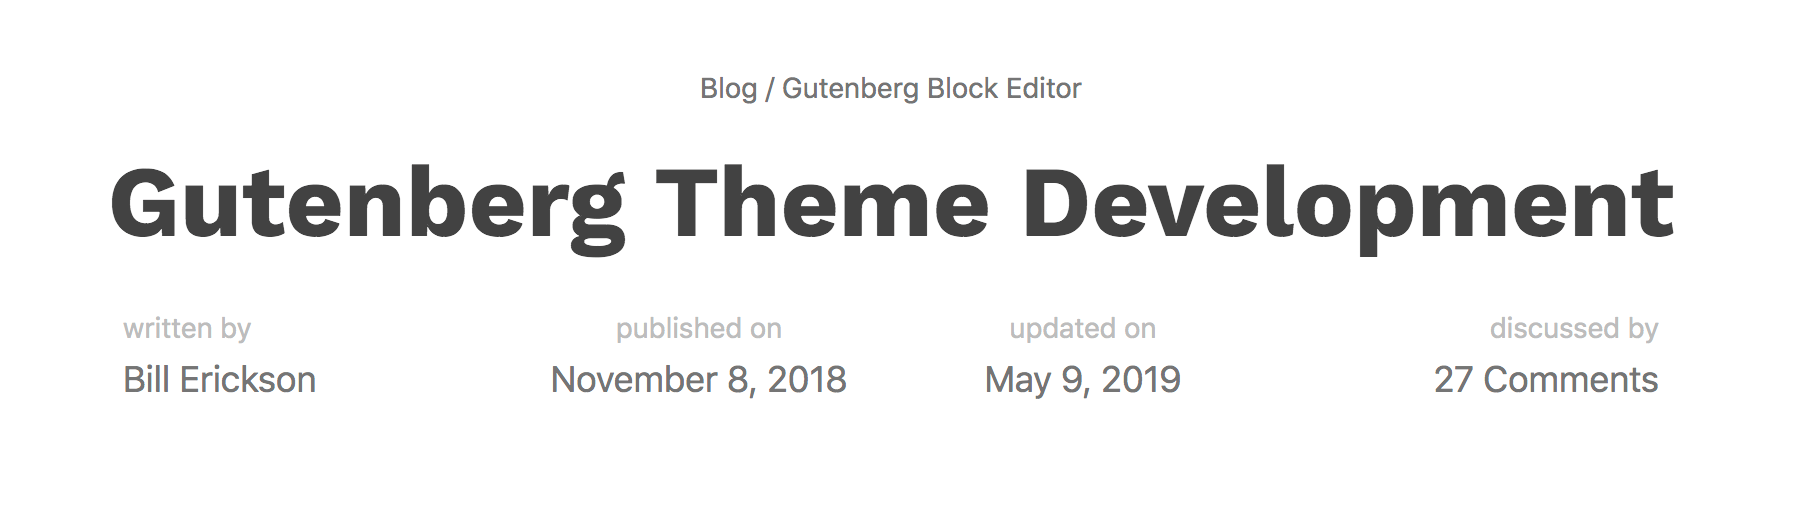 Blog / Gutenberg Block Editor
Gutenberg Theme Development
written by published on updated on discussed by
Bill Erickson November 8, 2018 May 9, 2019 27 Comments